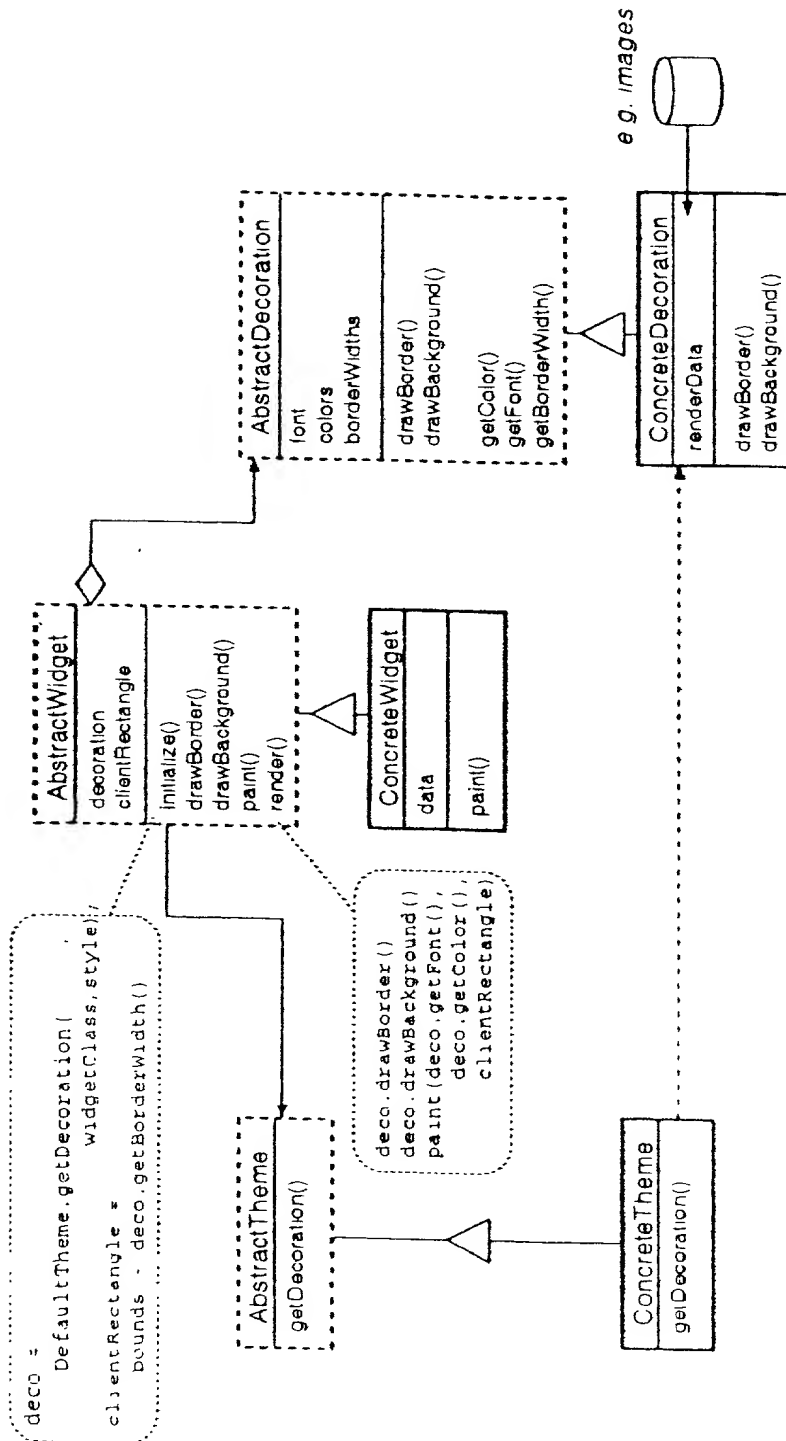 deco =
DefaultTheme.getDecoration(
widgetClass,style);
clientRectangle =
bounds - deco.getBorderWidth()
AbstractWidget
decoration
clientRectangle
initialize()
drawBorder()
drawBackground()
paint()
render()
AbstractDecoration
font
colors
borderWidths
drawBorder()
drawBackground()
getColor()
getFont()
getBorderWidth()
deco.drawBorder()
deco.drawBackground()
paint(deco.getFont(),
deco.getColor(),
clientRectangle)
ConcreteWidget
data
paint()
AbstractTheme
getDecoration()
ConcreteTheme
getDecoration()
ConcreteDecoration
renderData
drawBorder()
drawBackground()
e g. images